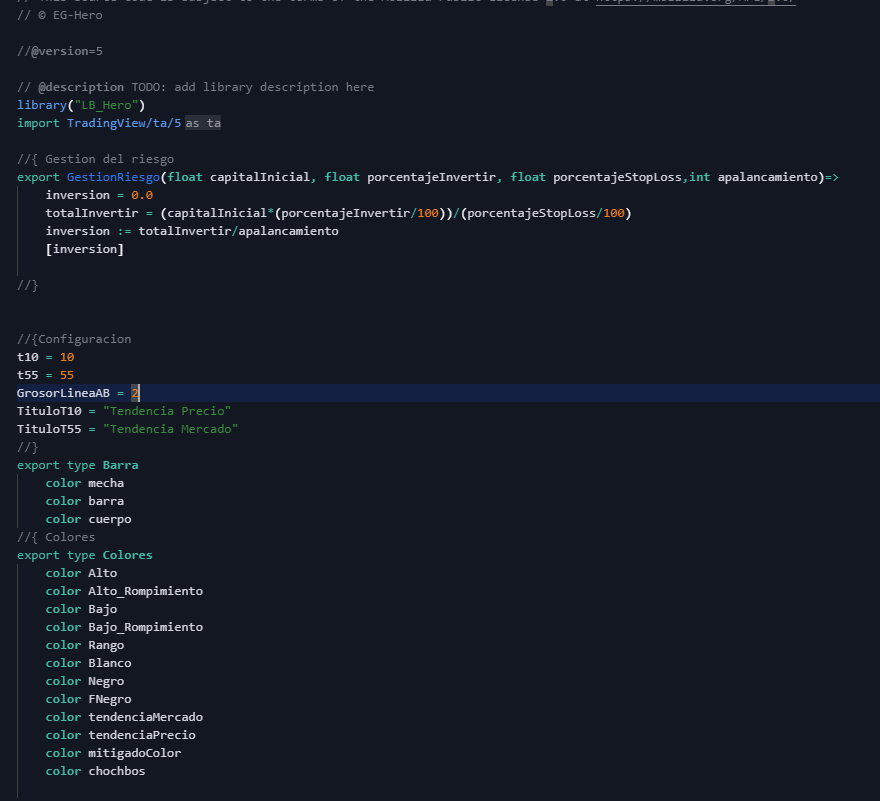 // © EG-Hero
//@version=5
// @description TODO: add library description here
library("LB_Hero")
import TradingView/ta/5 as ta
//{ Gestion del riesgo
export GestionRiesgo(float capitalInicial, float porcentajeInvertir, float porcentajeStopLoss,int apalancamiento)=>
    inversion = 0.0
    totalInvertir = (capitalInicial*(porcentajeInvertir/100))/(porcentajeStopLoss/100)
    inversion := totalInvertir/apalancamiento
    [inversion]
//}
//{Configuracion
t10 = 10
t55 = 55
GrosorLineaAB = 2
TituloT10 = "Tendencia Precio"
TituloT55 = "Tendencia Mercado"
//}
export type Barra
    color mecha
    color barra
    color cuerpo
//{ Colores
export type Colores
    color Alto
    color Alto_Rompimiento
    color Bajo
    color Bajo_Rompimiento
    color Rango
    color Blanco
    color Negro
    color FNegro
    color tendenciaMercado
    color tendenciaPrecio
    color mitigadoColor
    color chochbos